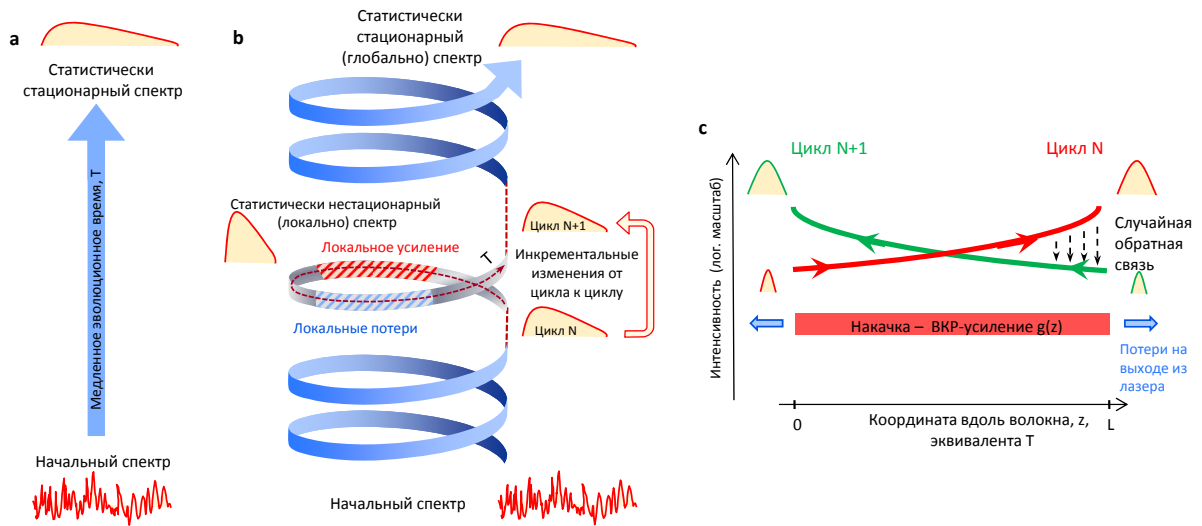 a
Статистически
стационарный спектр
Медленное эволюционное время, T
Начальный спектр
b
Статистически
стационарный
(глобально) спектр
Статистически нестационарный
(локально) спектр
Локальное усиление
T
Локальные потери
Цикл N+1
Инкрементальные
изменения от
цикла к циклу
Цикл N
Начальный спектр
c
Интенсивность (лог. масштаб)
Цикл N+1
Цикл N
Случайная
обратная
связь
Накачка – ВКР-усиление g(z)
Потери на
выходе из
лазера
0
Координата вдоль волокна, z,
эквивалента T
L